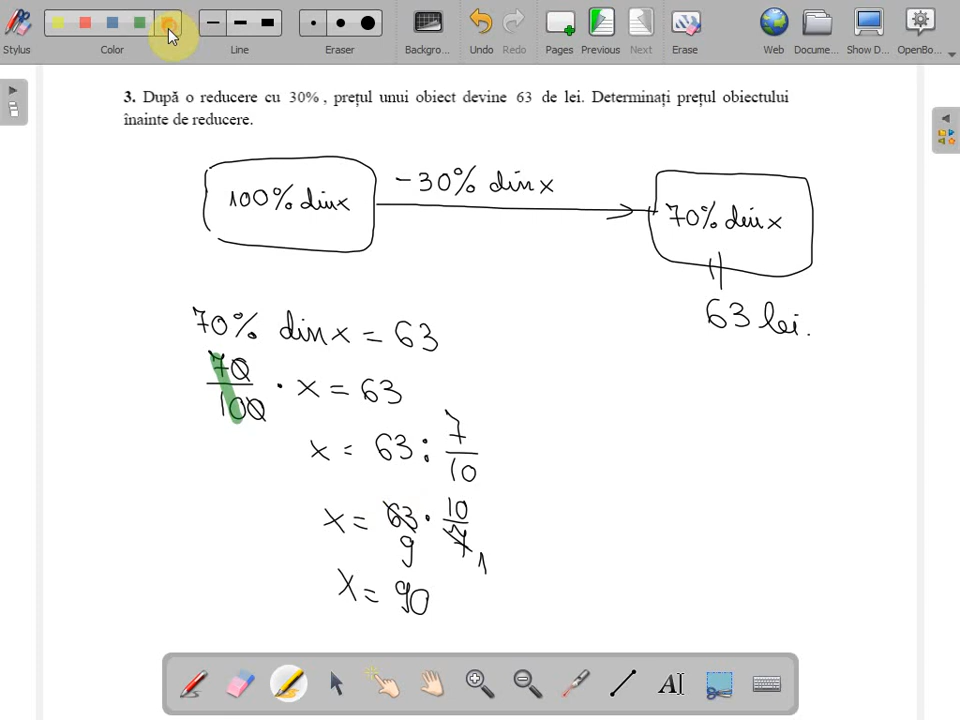 Stylus Color Line Eraser Backgro... Undo Redo Pages Previous Next Erase Web Docume... Show D... OpenBo...
3. După o reducere cu 30% , prețul unui obiect devine 63 de lei. Determinați prețul obiectului
înainte de reducere.
100% din x
-30% din x
70% din x
63 lei.
70% din x = 63
70/100 · x = 63
x = 63 : 7/10
x = 63 · 10/7
9 1
x = 90